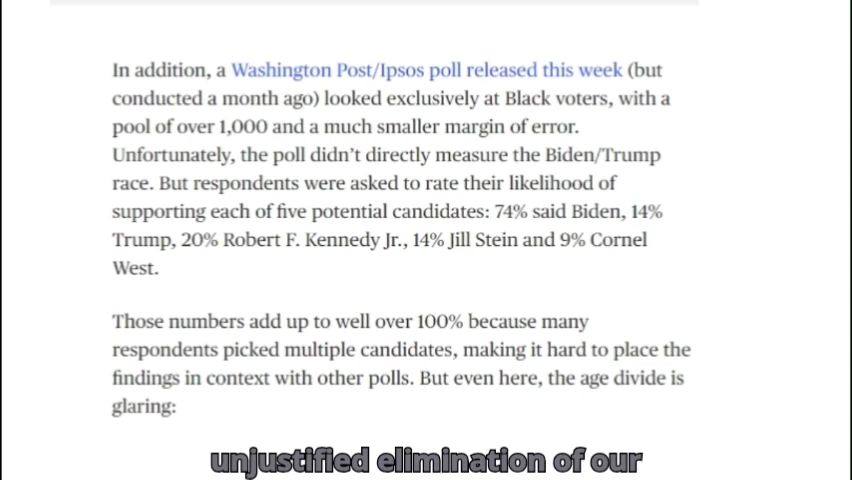 In addition, a Washington Post/Ipsos poll released this week (but
conducted a month ago) looked exclusively at Black voters, with a
pool of over 1,000 and a much smaller margin of error.
Unfortunately, the poll didn’t directly measure the Biden/Trump
race. But respondents were asked to rate their likelihood of
supporting each of five potential candidates: 74% said Biden, 14%
Trump, 20% Robert F. Kennedy Jr., 14% Jill Stein and 9% Cornel
West.
Those numbers add up to well over 100% because many
respondents picked multiple candidates, making it hard to place the
findings in context with other polls. But even here, the age divide is
glaring:
unjustified elimination of our